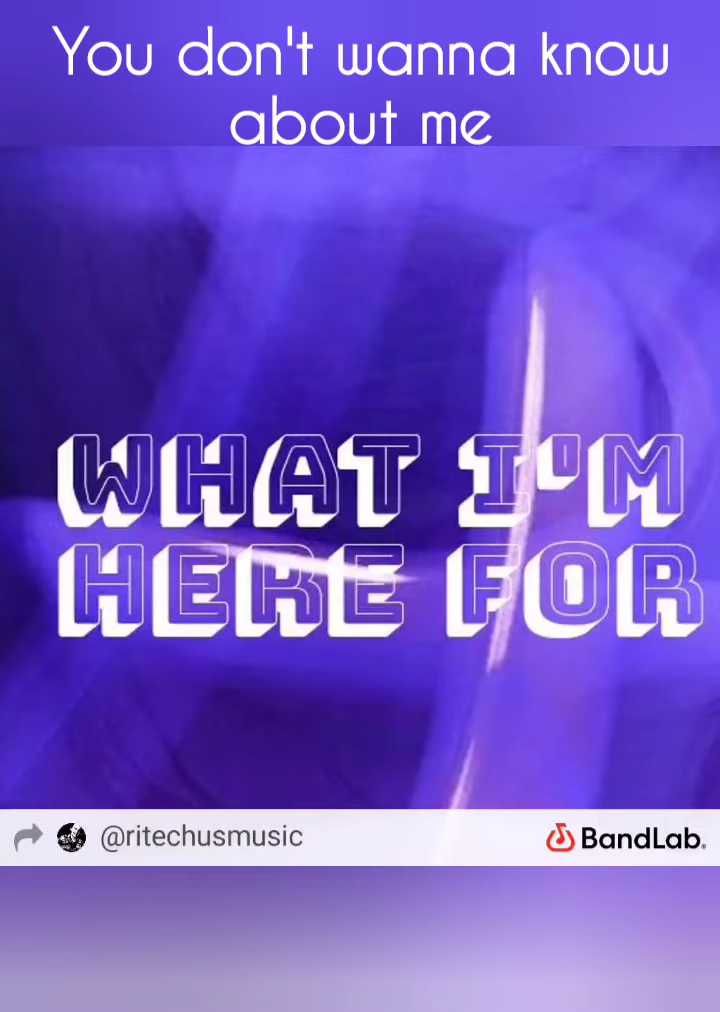 You don't wanna know
about me
WHAT I'M
HERE FOR
@ritechusmusic BandLab.